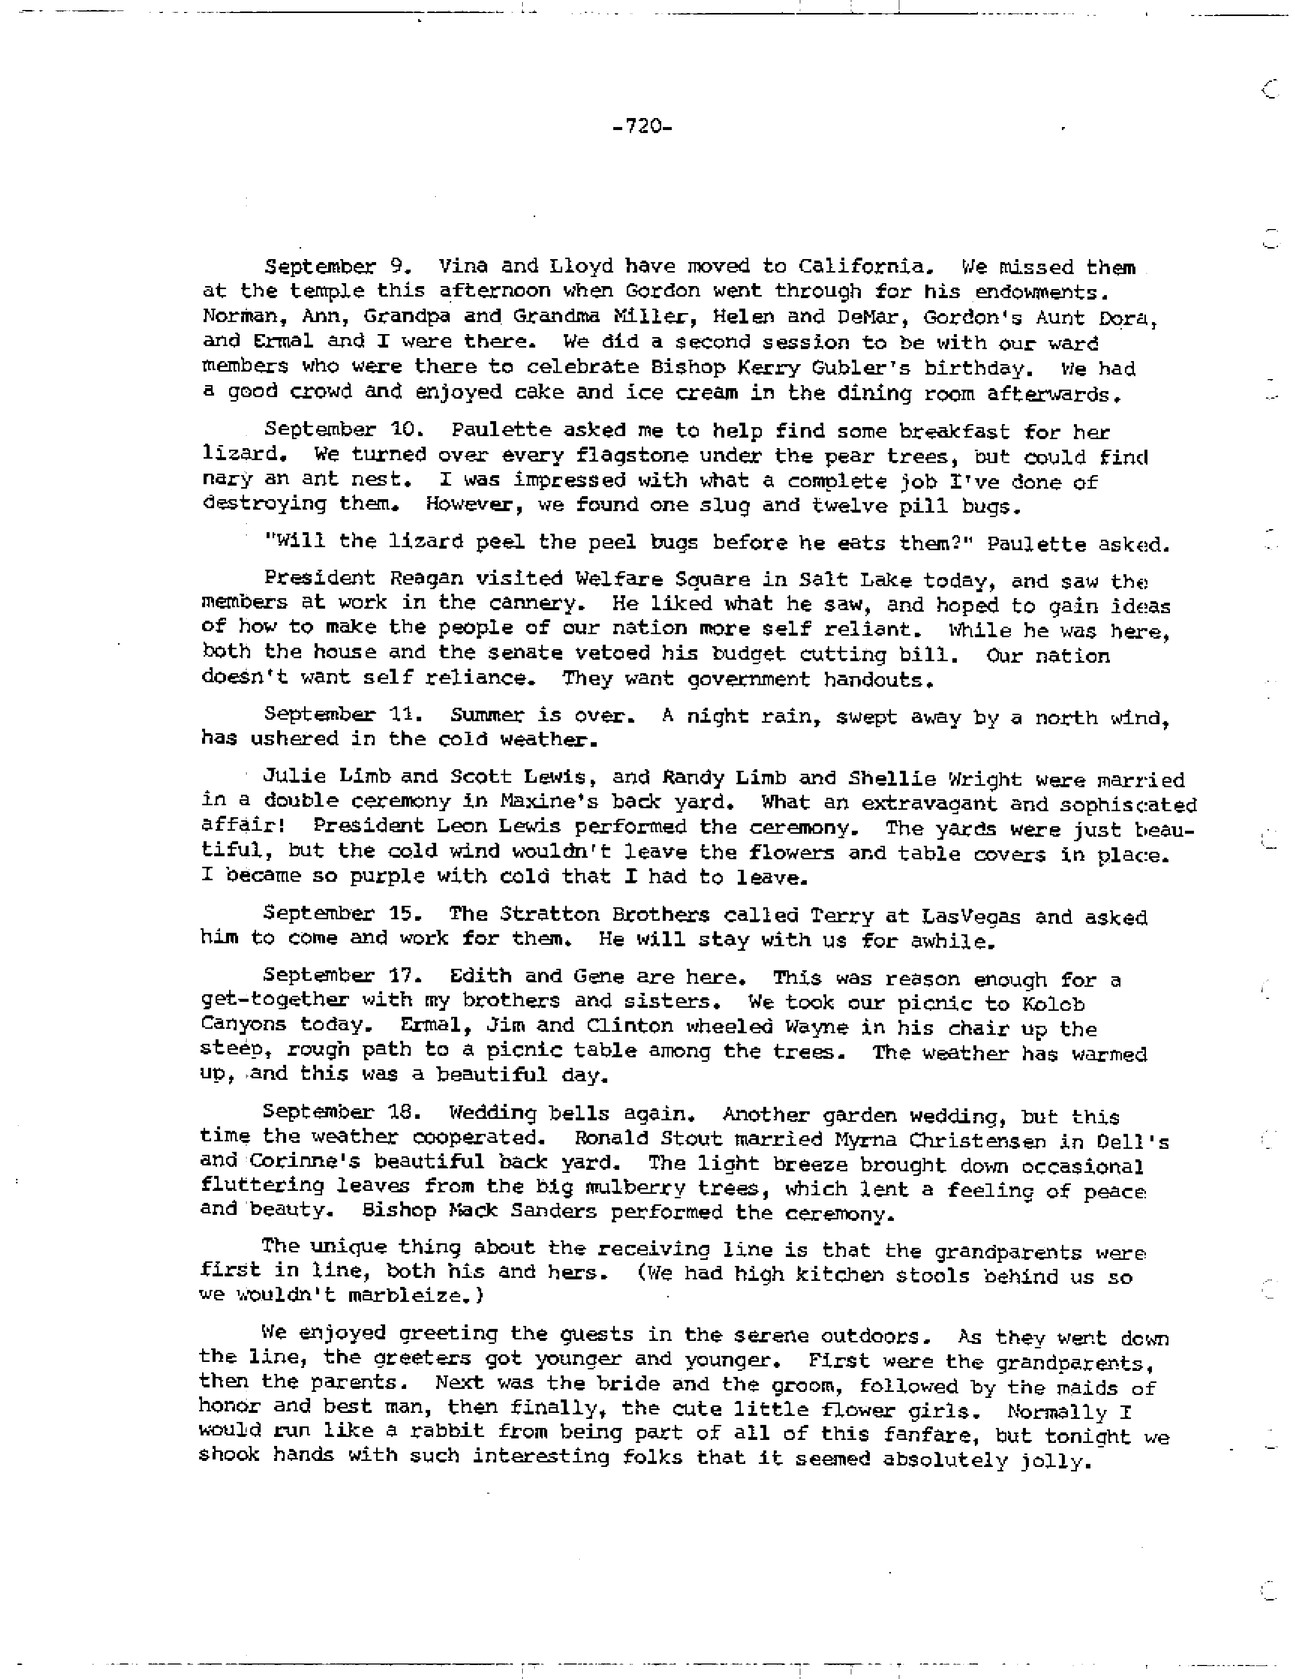 -720-
September 9. Vina and Lloyd have moved to California. We missed them
at the temple this afternoon when Gordon went through for his endowments.
Norman, Ann, Grandpa and Grandma Miller, Helen and DeMar, Gordon's Aunt Dora,
and Ermal and I were there. We did a second session to be with our ward
members who were there to celebrate Bishop Kerry Gubler's birthday. We had
a good crowd and enjoyed cake and ice cream in the dining room afterwards.
September 10. Paulette asked me to help find some breakfast for her
lizard. We turned over every flagstone under the pear trees, but could find
nary an ant nest. I was impressed with what a complete job I've done of
destroying them. However, we found one slug and twelve pill bugs.
"Will the lizard peel the peel bugs before he eats them?" Paulette asked.
President Reagan visited Welfare Square in Salt Lake today, and saw the
members at work in the cannery. He liked what he saw, and hoped to gain ideas
of how to make the people of our nation more self reliant. While he was here,
both the house and the senate vetoed his budget cutting bill. Our nation
doesn't want self reliance. They want government handouts.
September 11. Summer is over. A night rain, swept away by a north wind,
has ushered in the cold weather.
Julie Limb and Scott Lewis, and Randy Limb and Shellie Wright were married
in a double ceremony in Maxine's back yard. What an extravagant and sophiscated
affair! President Leon Lewis performed the ceremony. The yards were just beau-
tiful, but the cold wind wouldn't leave the flowers and table covers in place.
I became so purple with cold that I had to leave.
September 15. The Stratton Brothers called Terry at LasVegas and asked
him to come and work for them. He will stay with us for awhile.
September 17. Edith and Gene are here. This was reason enough for a
get-together with my brothers and sisters. We took our picnic to Kolob
Canyons today. Ermal, Jim and Clinton wheeled Wayne in his chair up the
steep, rough path to a picnic table among the trees. The weather has warmed
up, and this was a beautiful day.
September 18. Wedding bells again. Another garden wedding, but this
time the weather cooperated. Ronald Stout married Myrna Christensen in Dell's
and Corinne's beautiful back yard. The light breeze brought down occasional
fluttering leaves from the big mulberry trees, which lent a feeling of peace
and beauty. Bishop Mack Sanders performed the ceremony.
The unique thing about the receiving line is that the grandparents were
first in line, both his and hers. (We had high kitchen stools behind us so
we wouldn't marbleize.)
We enjoyed greeting the guests in the serene outdoors. As they went down
the line, the greeters got younger and younger. First were the grandparents,
then the parents. Next was the bride and the groom, followed by the maids of
honor and best man, then finally, the cute little flower girls. Normally I
would run like a rabbit from being part of all of this fanfare, but tonight we
shook hands with such interesting folks that it seemed absolutely jolly.